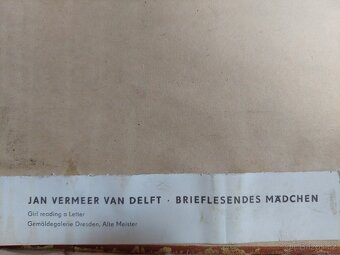 JAN VERMEER VAN DELFT · BRIEFLESENDES MÄDCHEN
Girl reading a Letter
Gemäldegalerie Dresden, Alte Meister